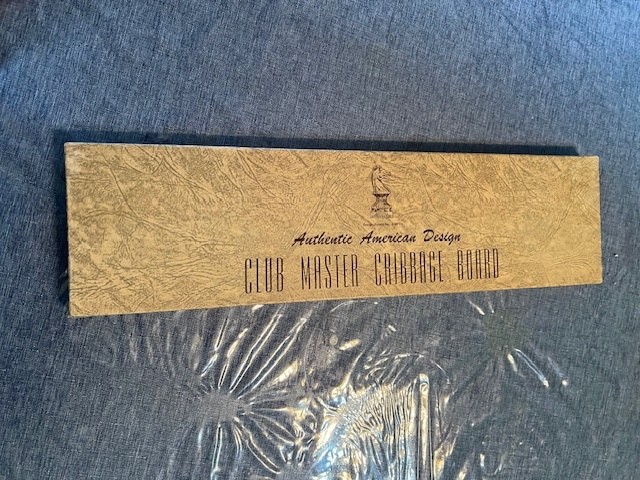 Authentic American Design
CLUB MASTER CRIBBAGE BOARD